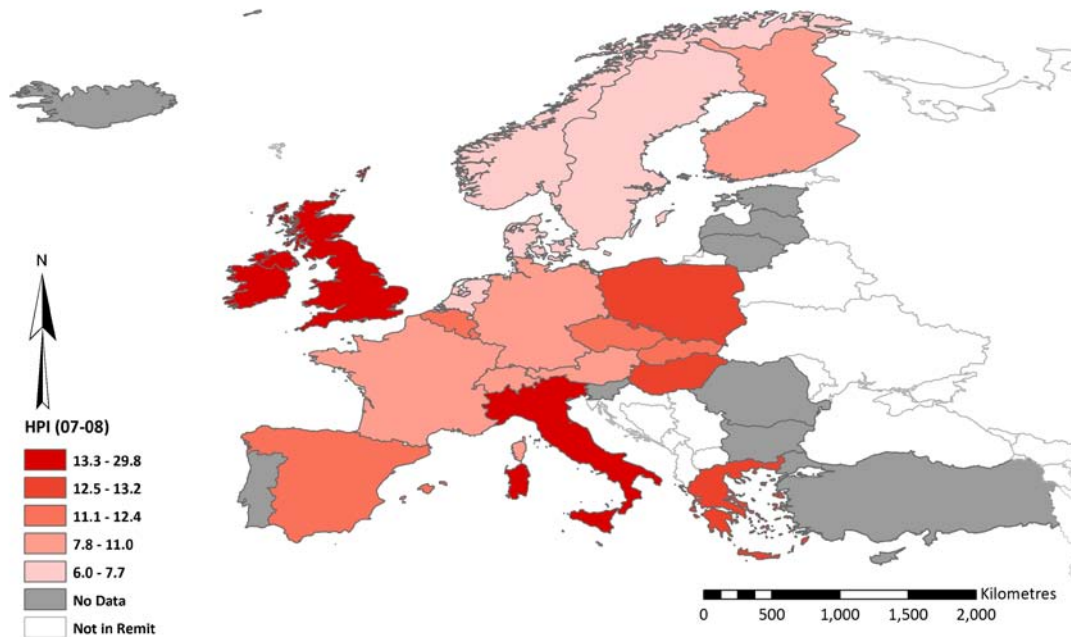 N
HPI (07-08)
13.3 - 29.8
12.5 - 13.2
11.1 - 12.4
7.8 - 11.0
6.0 - 7.7
No Data
Not in Remit
Kilometres
0 500 1,000 1,500 2,000